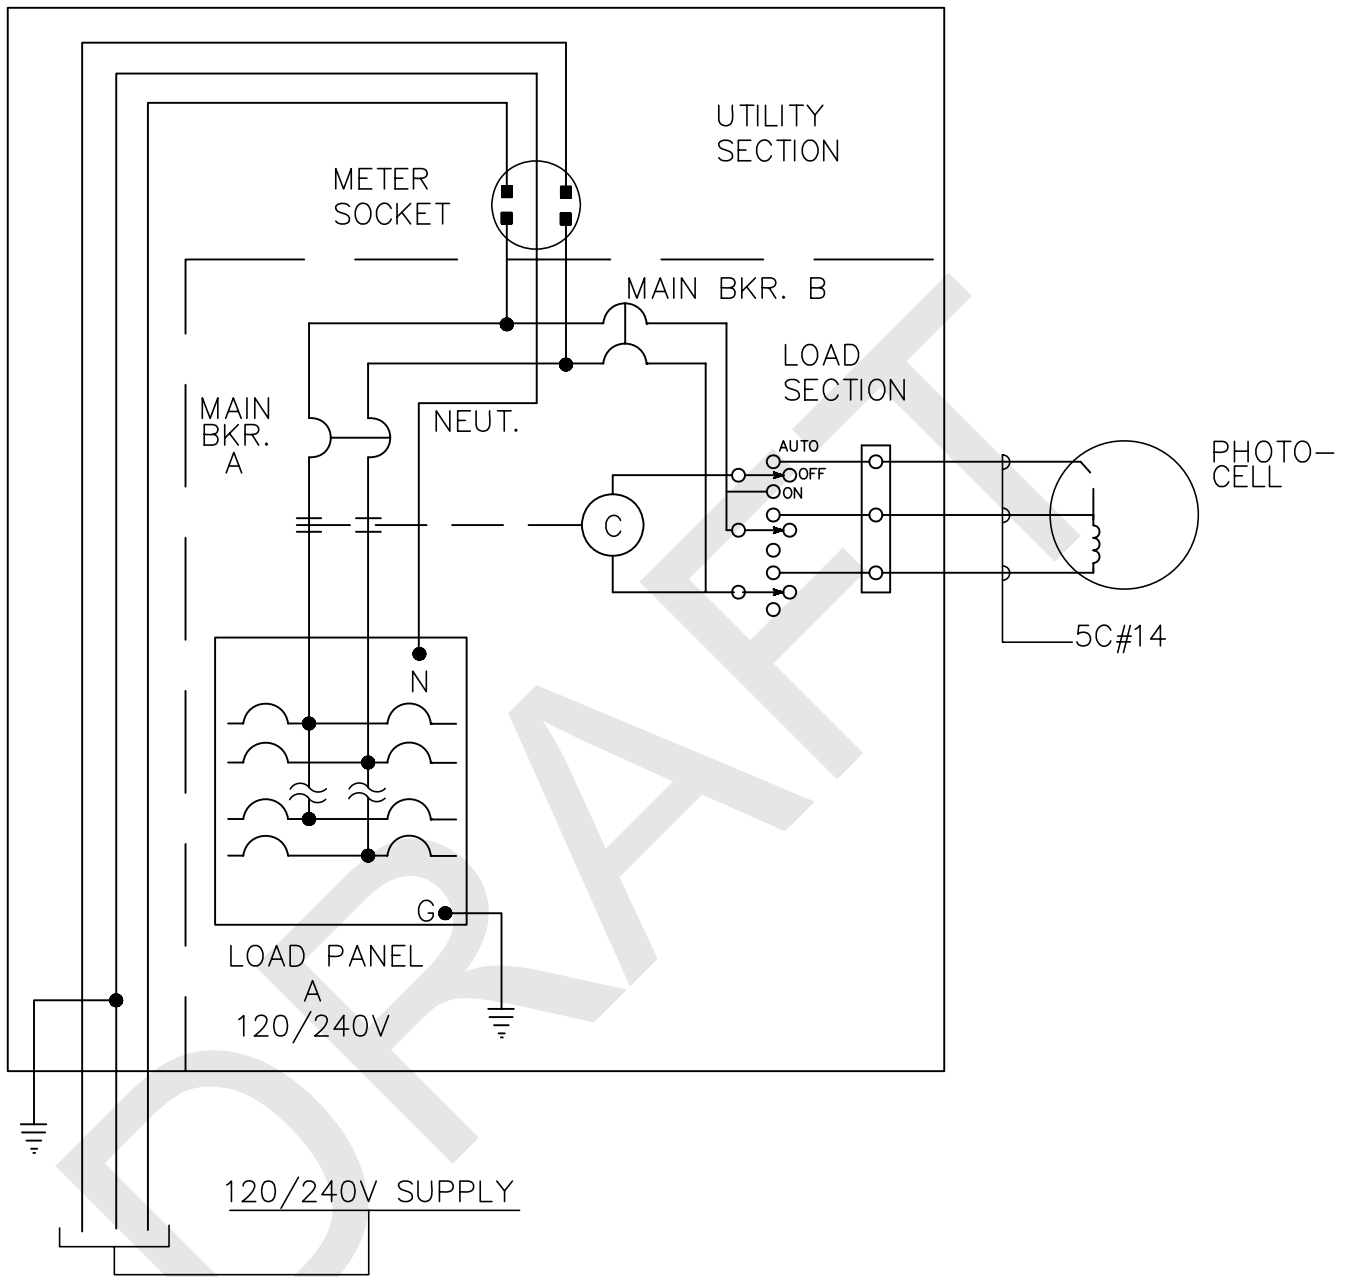 UTILITY
SECTION
METER
SOCKET
MAIN BKR. B
LOAD
SECTION
MAIN
BKR.
A
NEUT.
AUTO
OFF
ON
C
PHOTO-
CELL
5C#14
N
G
LOAD PANEL
A
120/240V
120/240V SUPPLY
DRAFT